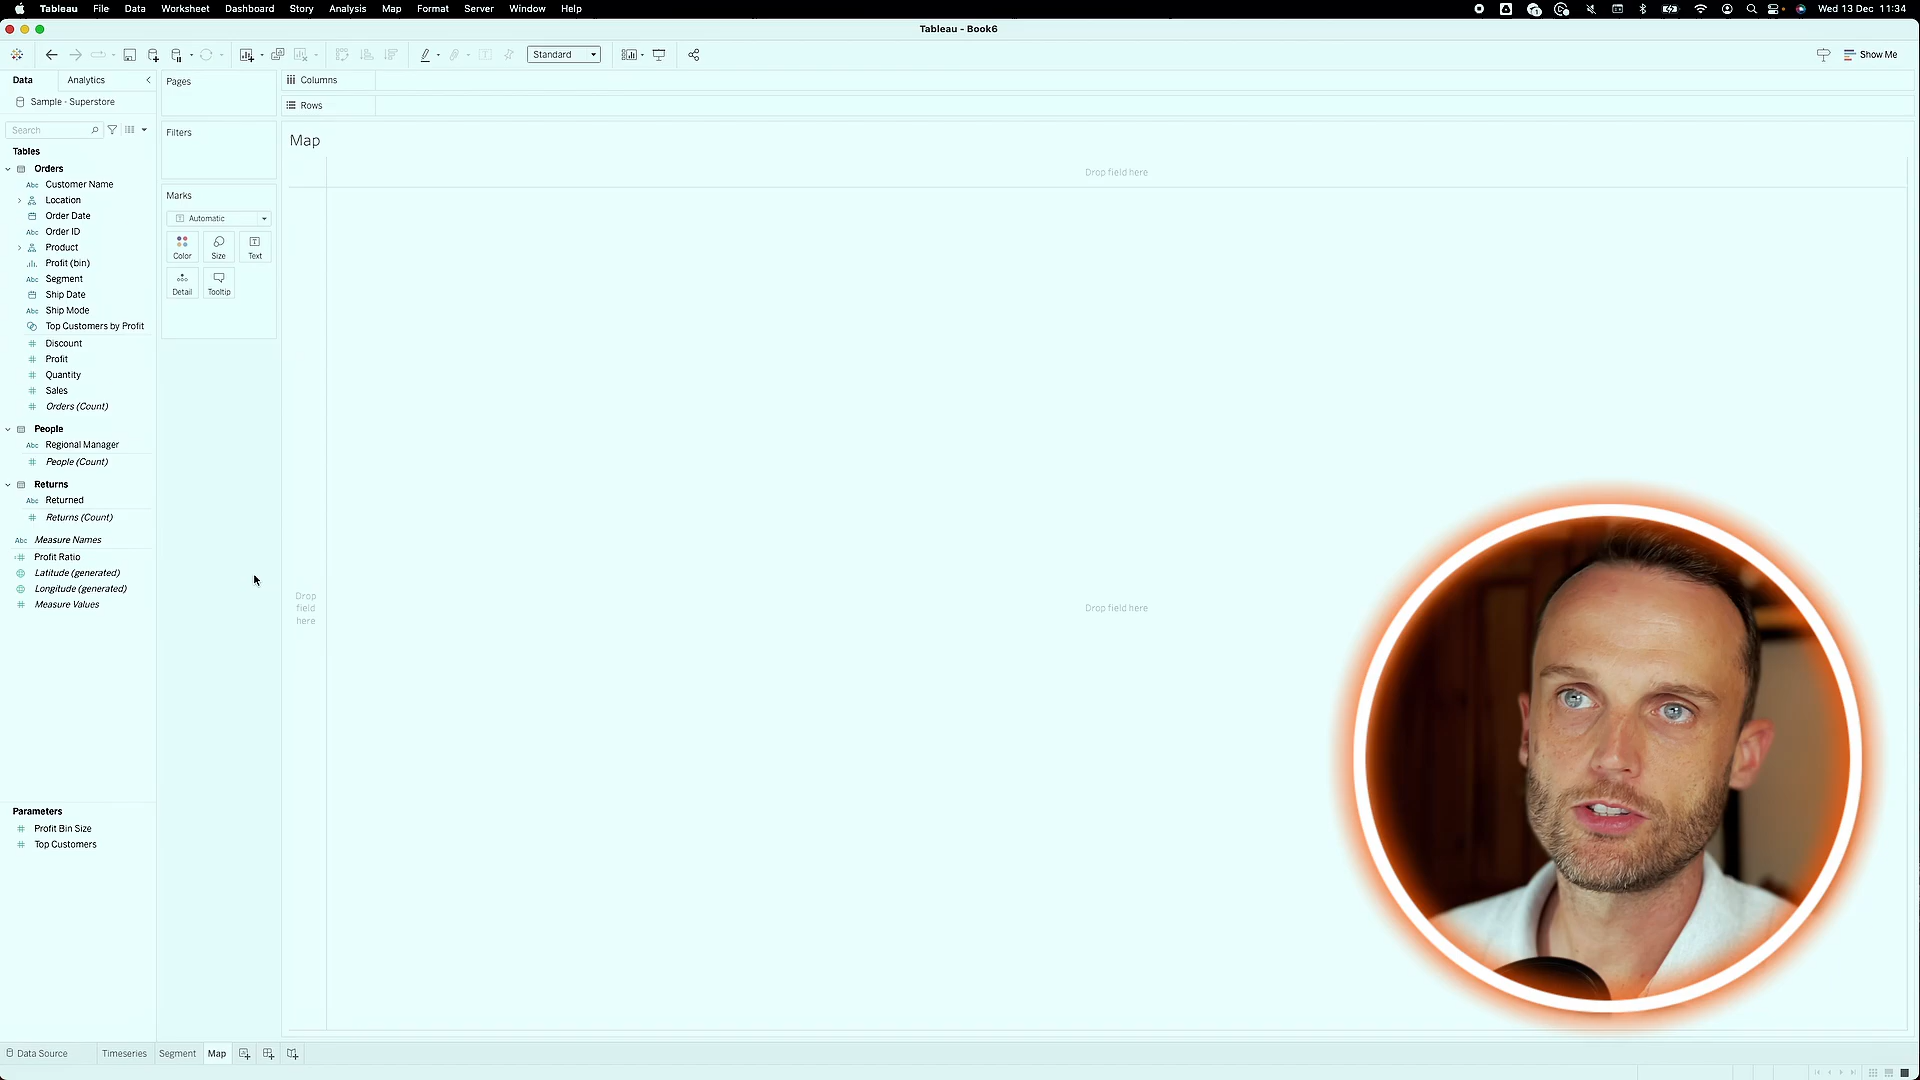 Tableau File Data Worksheet Dashboard Story Analysis Map Format Server Window Help Wed 13 Dec 11:34
Tableau - Book6
Standard Show Me
Data Analytics Pages Columns
Sample - Superstore
Rows
Search Filters
Map
Tables
Orders
Drop field here
Customer Name
Marks
Location
Order Date
Automatic
Order ID
Product
Color Size Text
Profit (bin)
Segment
Detail Tooltip
Ship Date
Ship Mode
Top Customers by Profit
Discount
Profit
Quantity
Sales
Orders (Count)
People
Abc Regional Manager
People (Count)
Returns
Abc Returned
Returns (Count)
Abc Measure Names
Profit Ratio
Latitude (generated)
Longitude (generated)
Measure Values
Drop
field
here
Drop field here
Parameters
Profit Bin Size
Top Customers
Data Source Timeseries Segment Map